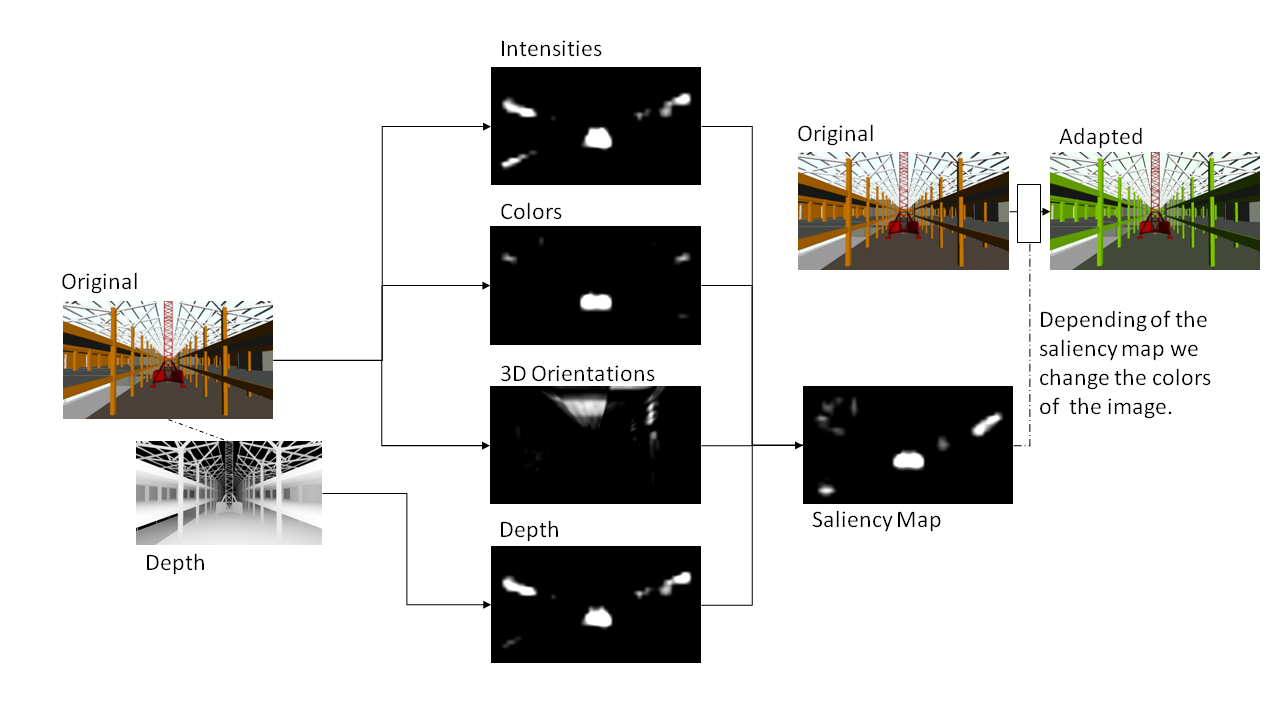 Intensities
Colors
Original
3D Orientations
Depth
Depth
Original
Adapted
Depending of the
saliency map we
change the colors
of the image.
Saliency Map